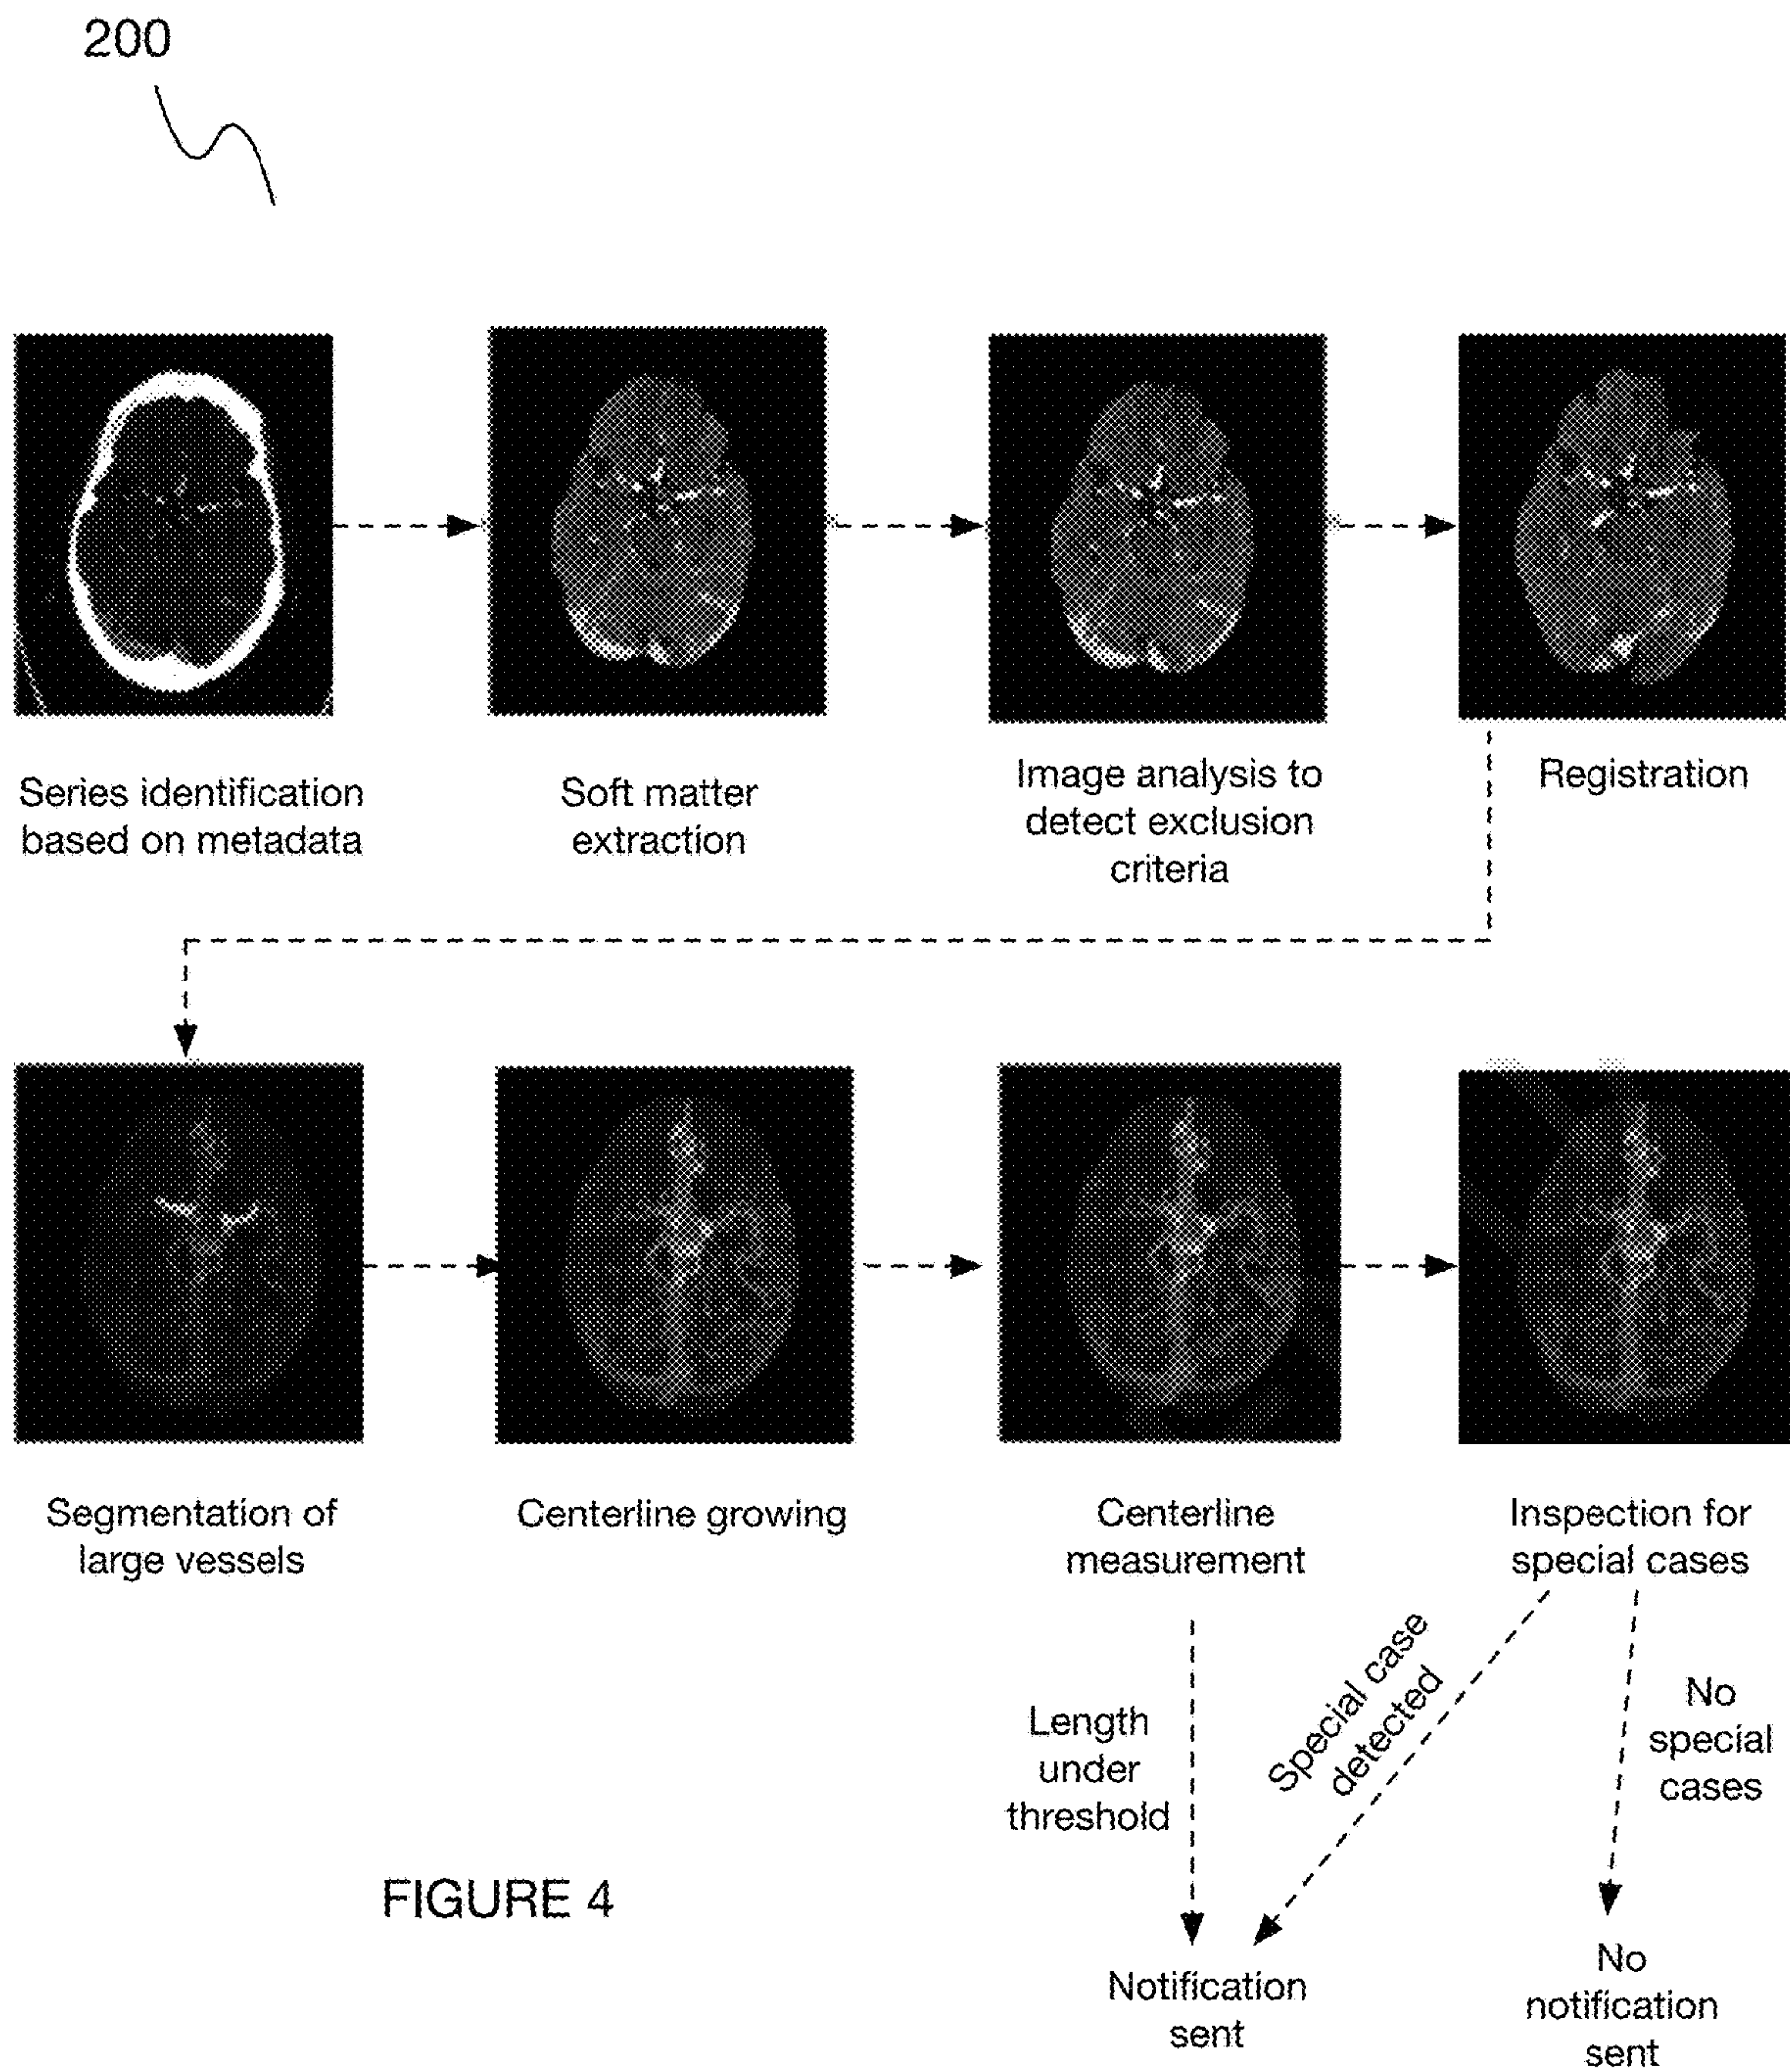 200
Series identification
based on metadata
Soft matter
extraction
Image analysis to
detect exclusion
criteria
Registration
Segmentation of
large vessels
Centerline growing
Centerline
measurement
Inspection for
special cases
Length
under
threshold
Special case
detected
No
special
cases
FIGURE 4
Notification
sent
No
notification
sent